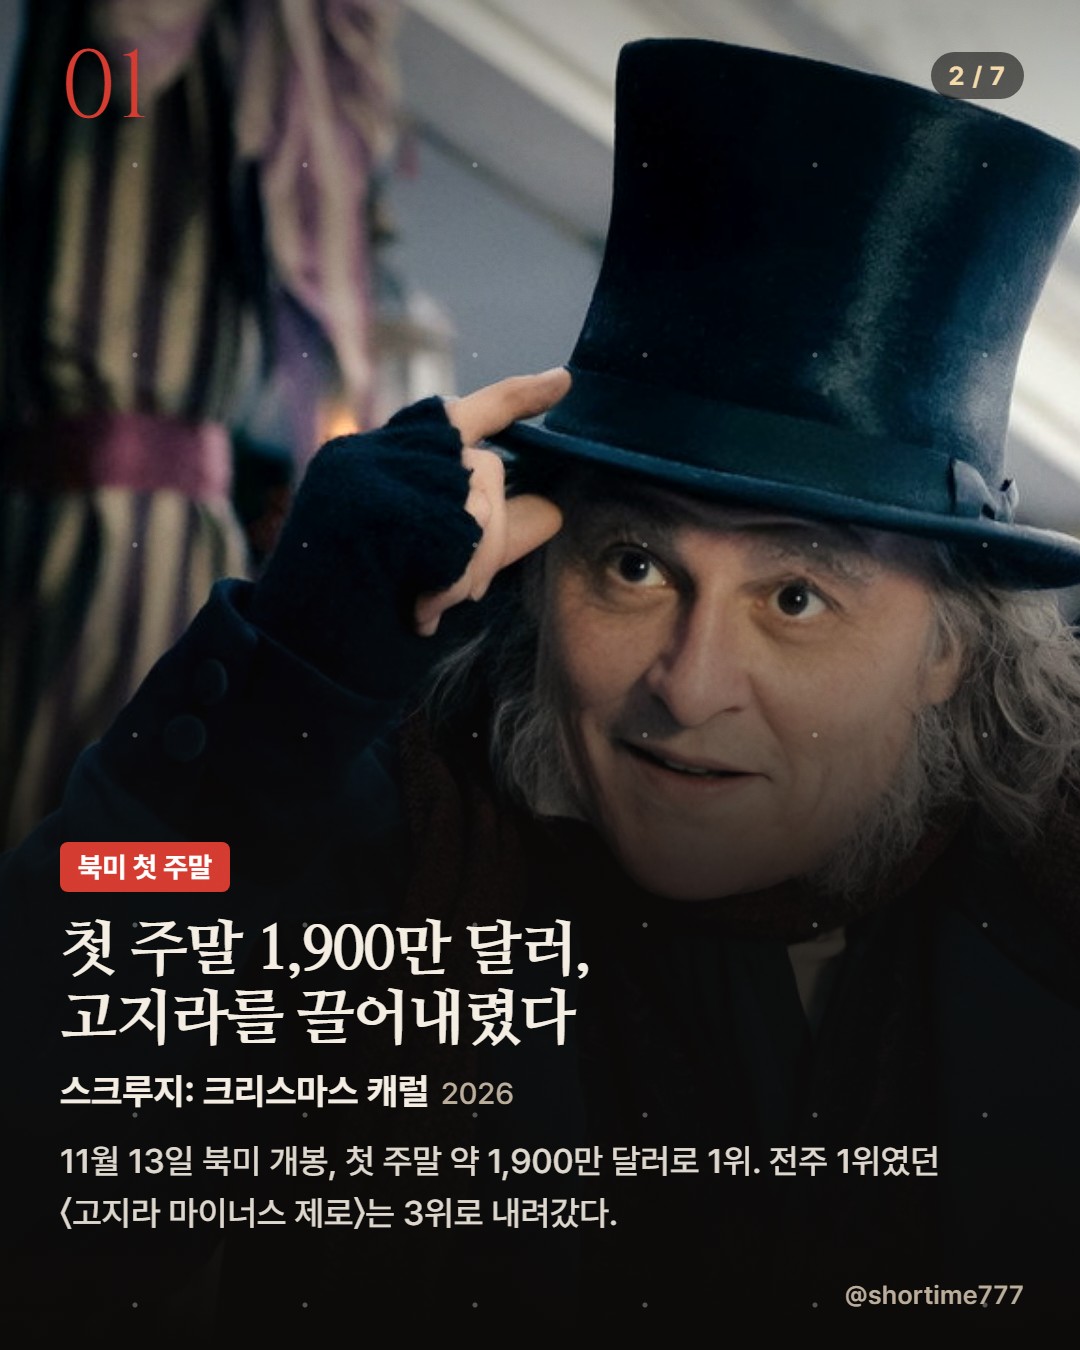 01
2 / 7
북미 첫 주말
첫 주말 1,900만 달러,
고지라를 끌어내렸다
스크루지: 크리스마스 캐럴 2026
11월 13일 북미 개봉, 첫 주말 약 1,900만 달러로 1위. 전주 1위였던
〈고지라 마이너스 제로〉는 3위로 내려갔다.
@shortime777